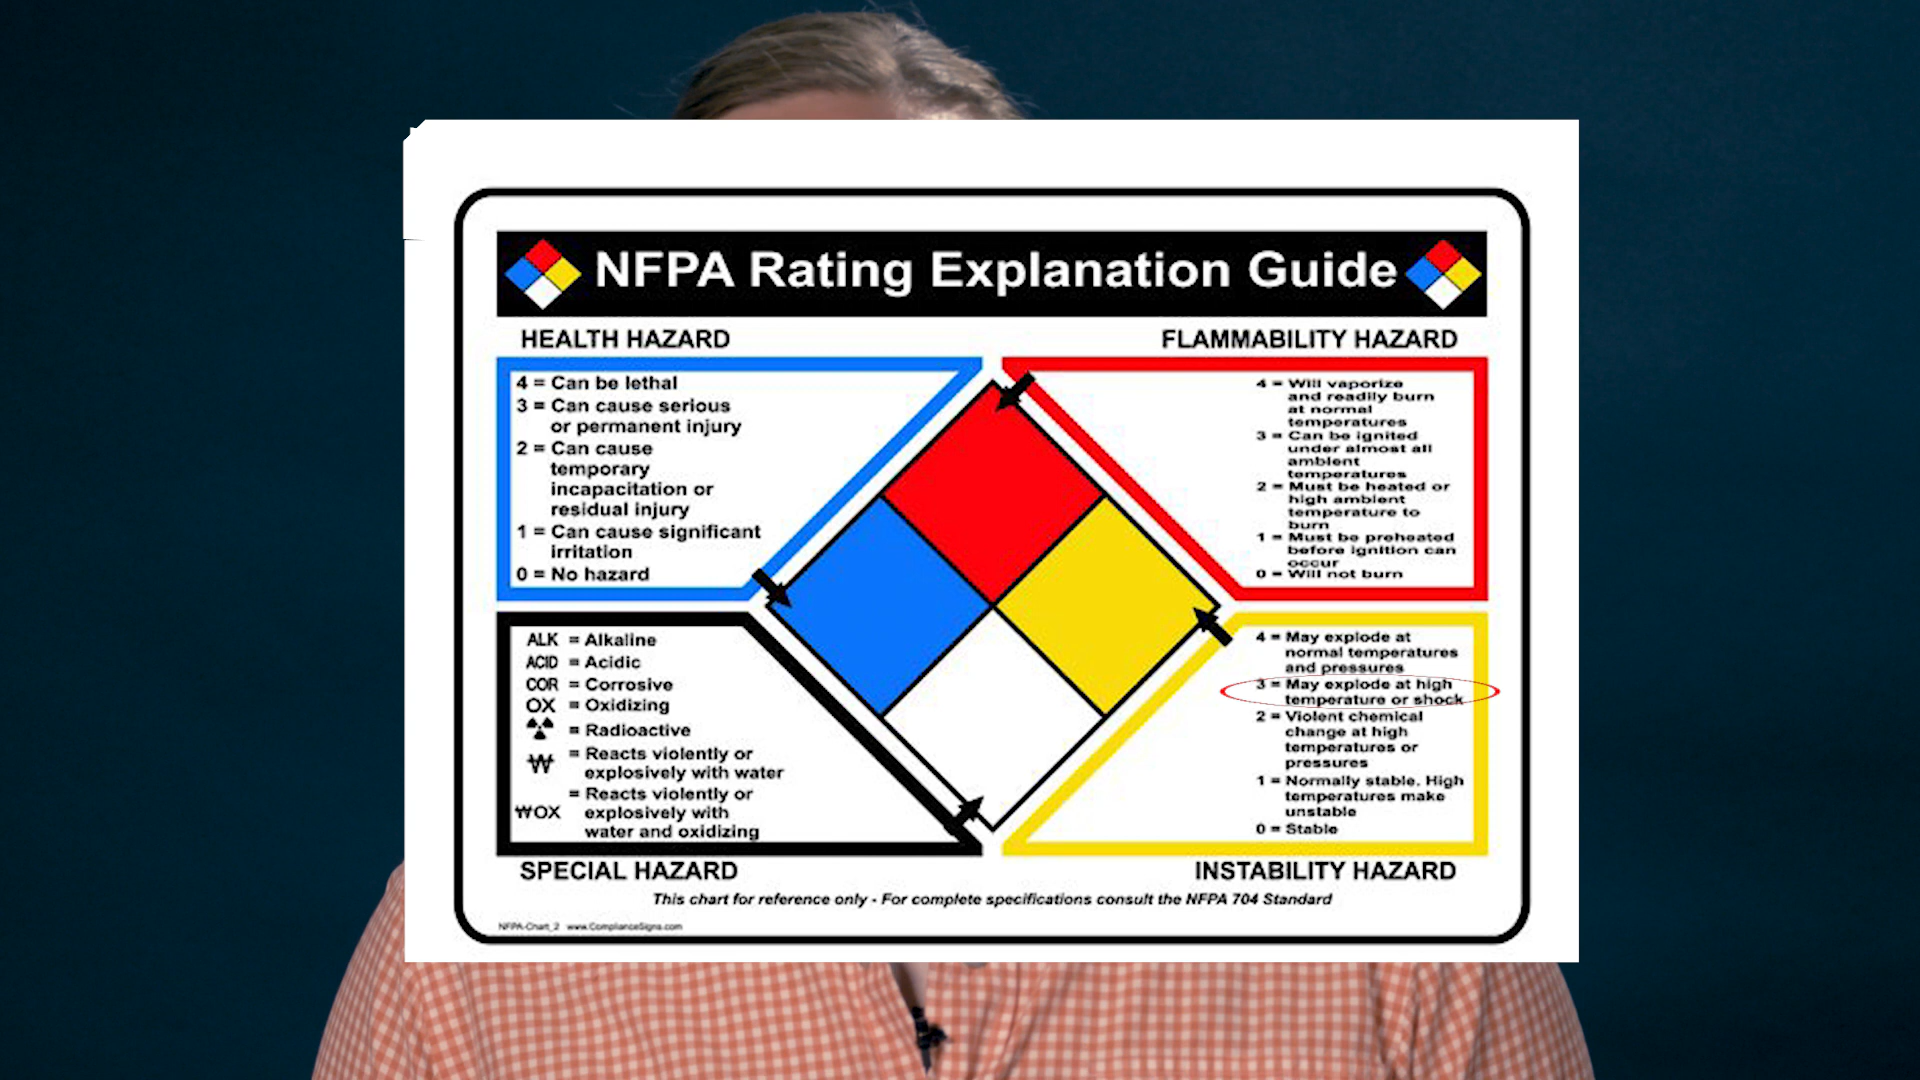 NFPA Rating Explanation Guide
HEALTH HAZARD
4 = Can be lethal
3 = Can cause serious
or permanent injury
2 = Can cause
temporary
incapacitation or
residual injury
1 = Can cause significant
irritation
0 = No hazard
FLAMMABILITY HAZARD
4 = Will vaporize
and readily burn
at normal
temperatures
3 = Can be ignited
under almost all
ambient
temperatures
2 = Must be heated or
high ambient
temperature to
burn
1 = Must be preheated
before ignition can
occur
0 = Will not burn
ALK = Alkaline
ACID = Acidic
COR = Corrosive
OX = Oxidizing
= Radioactive
W = Reacts violently or
explosively with water
WOX = Reacts violently or
explosively with
water and oxidizing
SPECIAL HAZARD
4 = May explode at
normal temperatures
and pressures
3 = May explode at high
temperature or shock
2 = Violent chemical
change at high
temperatures or
pressures
1 = Normally stable. High
temperatures make
unstable
0 = Stable
INSTABILITY HAZARD
This chart for reference only - For complete specifications consult the NFPA 704 Standard
NFPA-Chart_2 www.ComplianceSigns.com